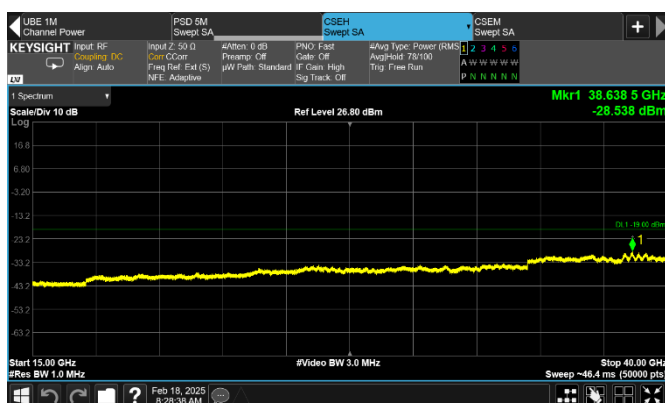 UBE 1M
Channel Power
PSD 5M
Swept SA
CSEH
Swept SA
CSEM
Swept SA
+
KEYSIGHT
Input: RF
Coupling: DC
Align: Auto
Input Z: 50 Ω
Corr CCorr
Freq Ref: Ext (S)
NFE: Adaptive
#Atten: 0 dB
Preamp: Off
µW Path: Standard
PNO: Fast
Gate: Off
IF Gain: High
Sig Track: Off
#Avg Type: Power (RMS
Avg|Hold: 78/100
Trig: Free Run
1 2 3 4 5 6
A W W W W W
P N N N N N
LXI
1 Spectrum
Scale/Div 10 dB
Ref Level 26.80 dBm
Mkr1 38.638 5 GHz
-28.538 dBm
Log
16.8
6.80
-3.20
-13.2
DL1 -19.00 dBm
-23.2
1
-33.2
-43.2
-53.2
-63.2
Start 15.00 GHz
#Video BW 3.0 MHz
Stop 40.00 GHz
#Res BW 1.0 MHz
Sweep ~46.4 ms (50000 pts)
?
Feb 18, 2025
8:28:38 AM